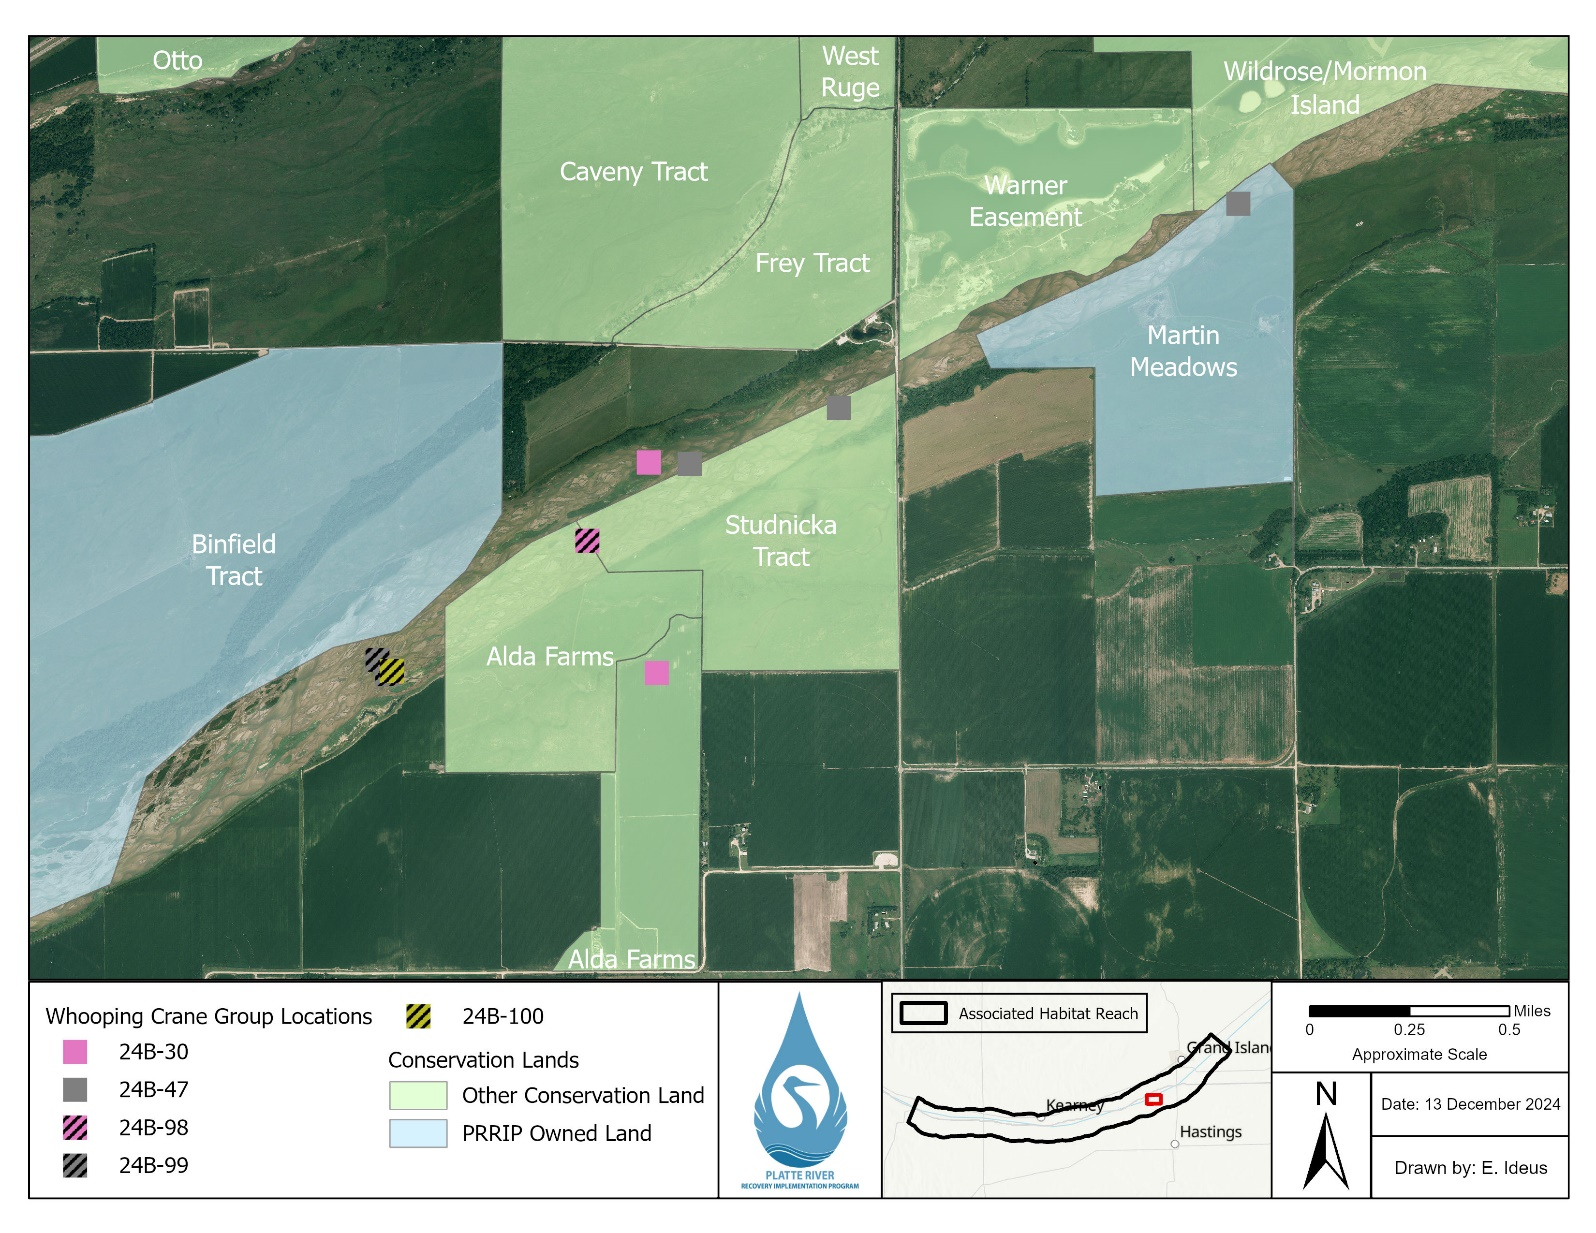 Otto
West
Ruge
Wildrose/Mormon
Island
Caveny Tract
Warner
Easement
Frey Tract
Martin
Meadows
Binfield
Tract
Studnicka
Tract
Alda Farms
Alda Farms
Whooping Crane Group Locations
24B-30
24B-47
24B-98
24B-99
24B-100
Conservation Lands
Other Conservation Land
PRRIP Owned Land
PLATTE RIVER
RECOVERY IMPLEMENTATION PROGRAM
Associated Habitat Reach
Grand Islan
Kearney
Hastings
Miles
0 0.25 0.5
Approximate Scale
N
Date: 13 December 2024
Drawn by: E. Ideus